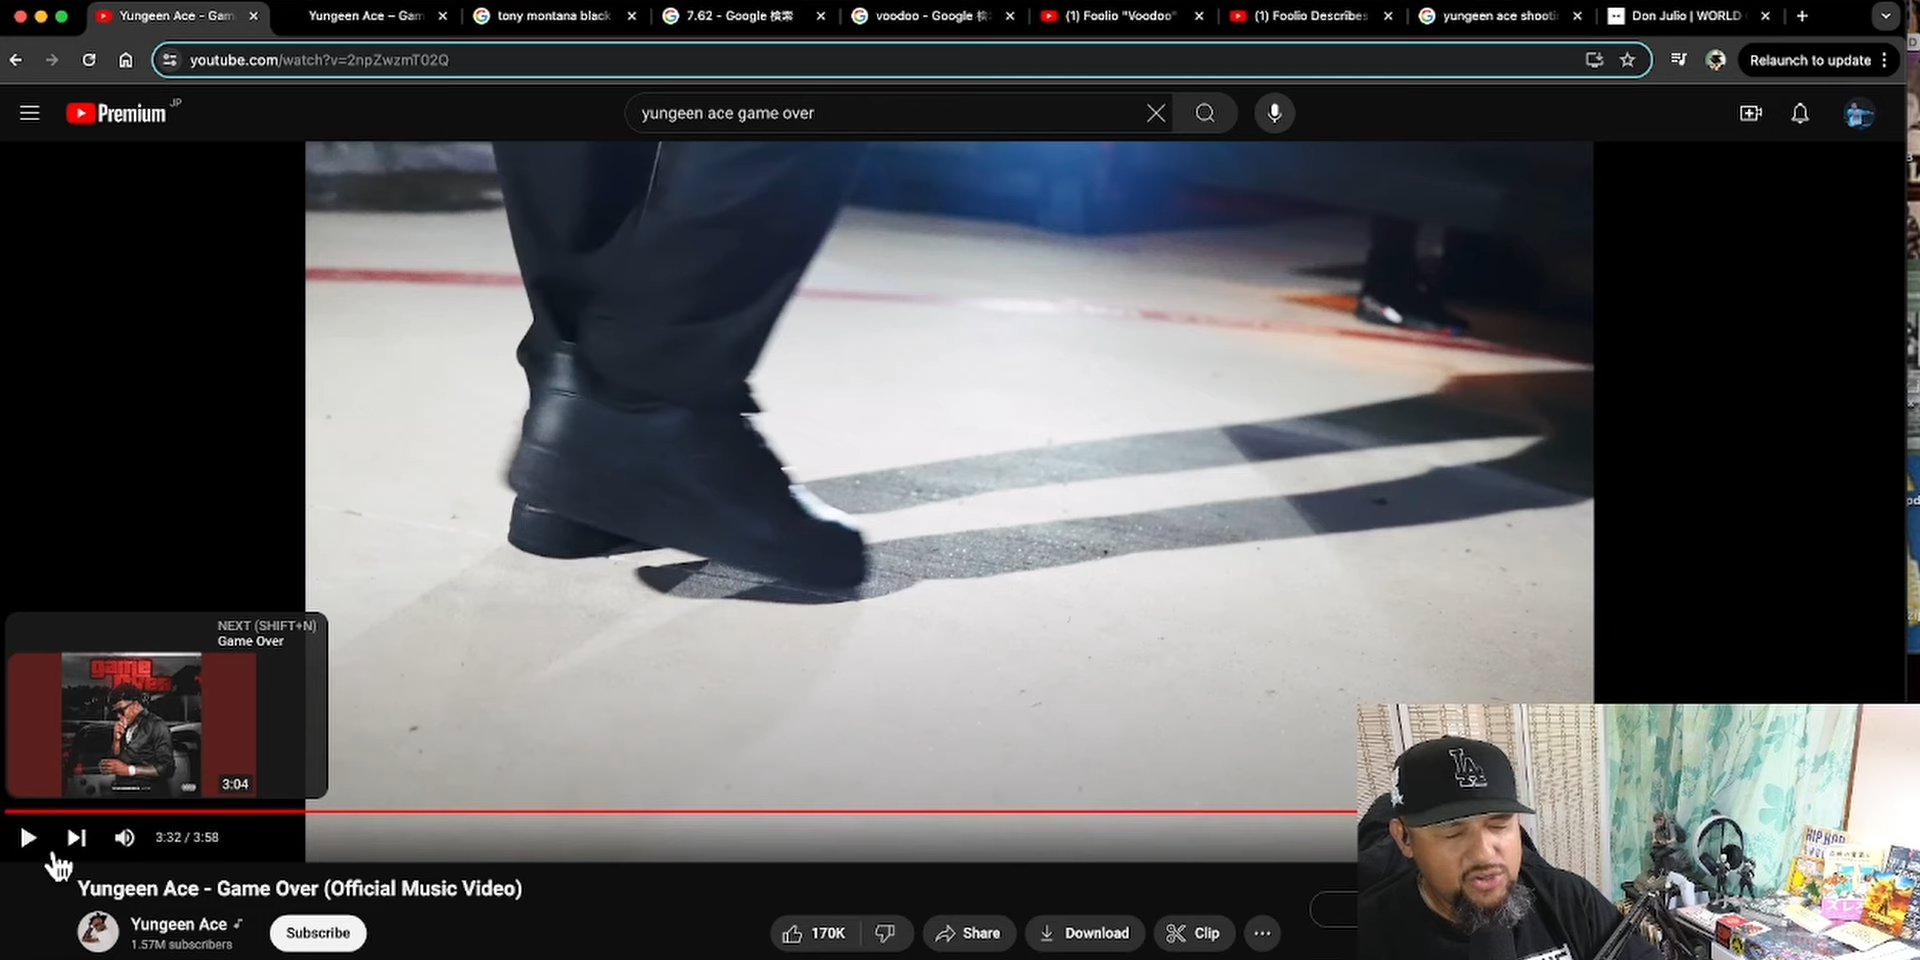 Yungeen Ace - Gam
Yungeen Ace – Gam
tony montana black
7.62 - Google 検索
voodoo - Google 検
(1) Foolio "Voodoo"
(1) Foolio Describes
yungeen ace shooti
Don Julio | WORLD
youtube.com/watch?v=2npZwzmT02Q
Relaunch to update
Premium JP
yungeen ace game over
NEXT (SHIFT+N)
Game Over
game
over
3:04
3:32 / 3:58
Yungeen Ace - Game Over (Official Music Video)
Yungeen Ace
1.57M subscribers
Subscribe
170K
Share
Download
Clip
LA
HIP HOP